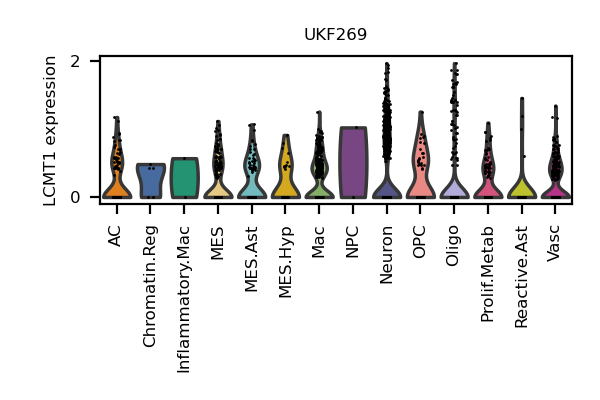 UKF269
LCMT1 expression
2
0
AC
Chromatin.Reg
Inflammatory.Mac
MES
MES.Ast
MES.Hyp
Mac
NPC
Neuron
OPC
Oligo
Prolif.Metab
Reactive.Ast
Vasc